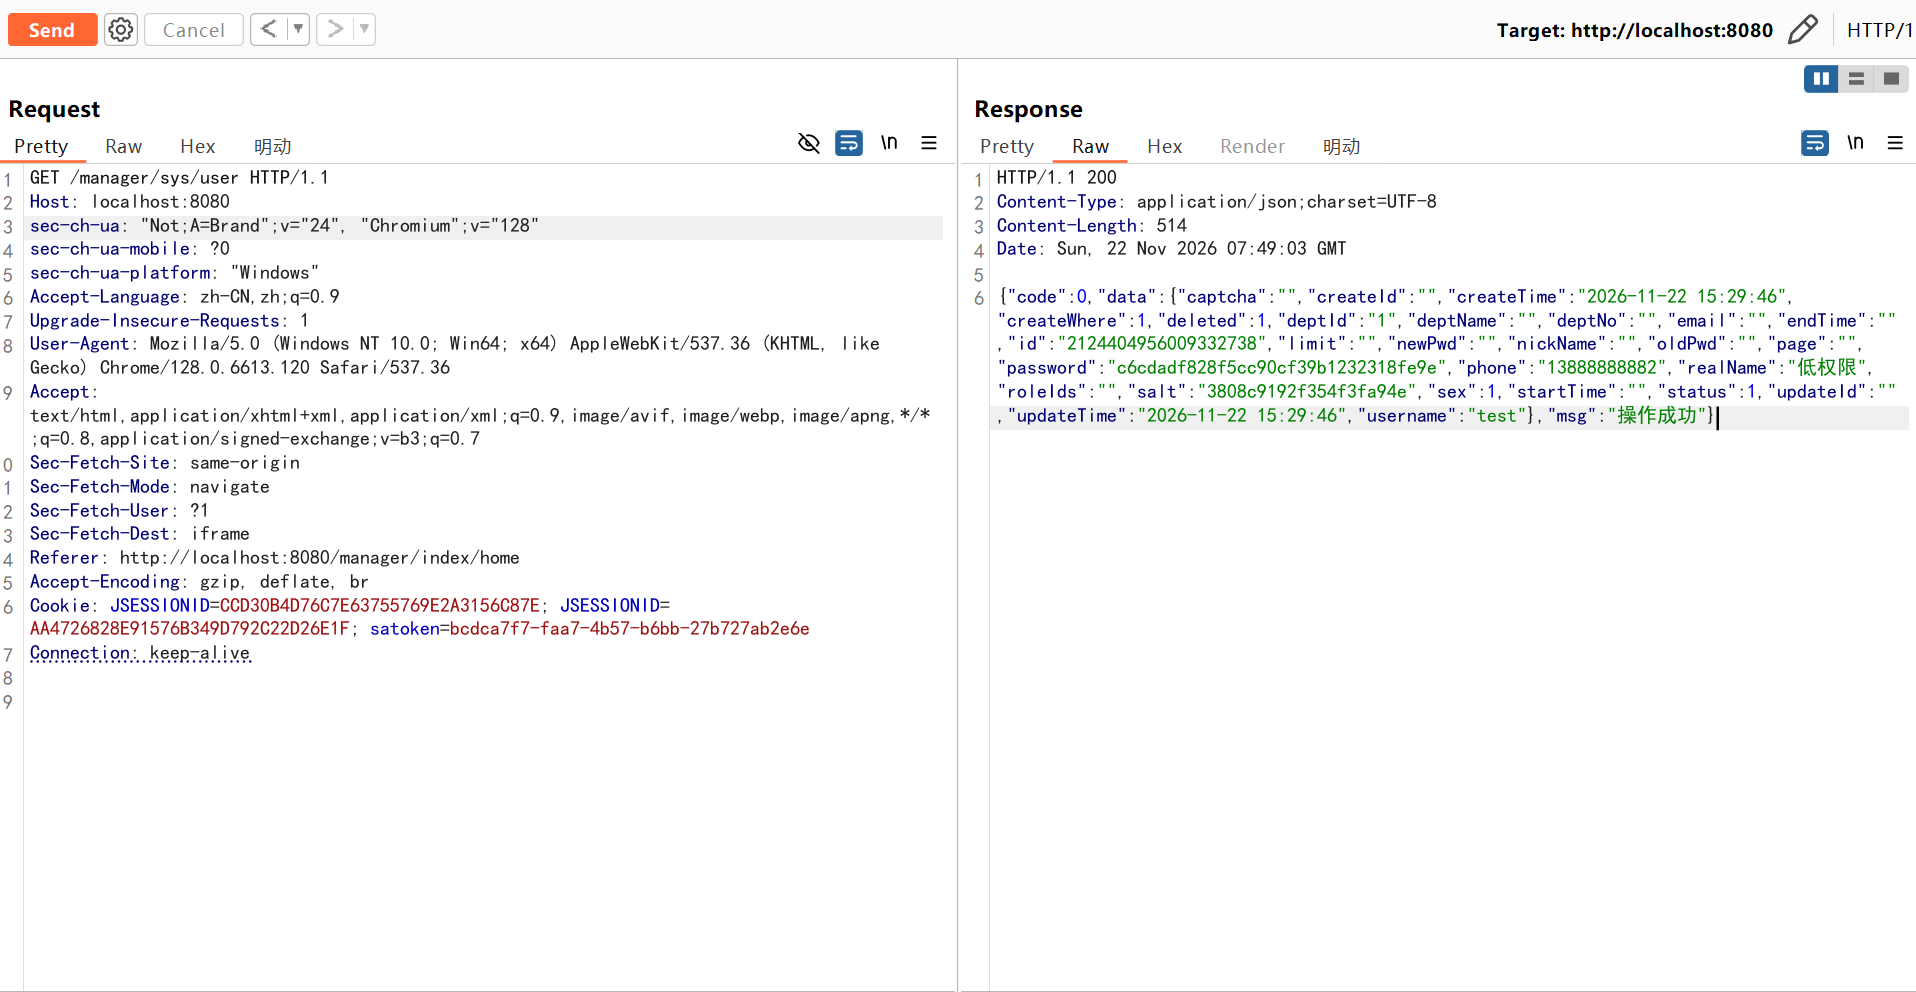 Send Cancel < >
Target: http://localhost:8080 HTTP/1
Request
Pretty Raw Hex 明动 \n
1 GET /manager/sys/user HTTP/1.1
2 Host: localhost:8080
3 sec-ch-ua: "Not;A=Brand";v="24", "Chromium";v="128"
4 sec-ch-ua-mobile: ?0
5 sec-ch-ua-platform: "Windows"
6 Accept-Language: zh-CN,zh;q=0.9
7 Upgrade-Insecure-Requests: 1
8 User-Agent: Mozilla/5.0 (Windows NT 10.0; Win64; x64) AppleWebKit/537.36 (KHTML, like
Gecko) Chrome/128.0.6613.120 Safari/537.36
9 Accept:
text/html,application/xhtml+xml,application/xml;q=0.9,image/avif,image/webp,image/apng,*/*
;q=0.8,application/signed-exchange;v=b3;q=0.7
0 Sec-Fetch-Site: same-origin
1 Sec-Fetch-Mode: navigate
2 Sec-Fetch-User: ?1
3 Sec-Fetch-Dest: iframe
4 Referer: http://localhost:8080/manager/index/home
5 Accept-Encoding: gzip, deflate, br
6 Cookie: JSESSIONID=CCD30B4D76C7E63755769E2A3156C87E; JSESSIONID=
AA4726828E91576B349D792C22D26E1F; satoken=bcdca7f7-faa7-4b57-b6bb-27b727ab2e6e
7 Connection: keep-alive
8
9
Response
Pretty Raw Hex Render 明动 \n
1 HTTP/1.1 200
2 Content-Type: application/json;charset=UTF-8
3 Content-Length: 514
4 Date: Sun, 22 Nov 2026 07:49:03 GMT
5
6 {"code":0,"data":{"captcha":"","createId":"","createTime":"2026-11-22 15:29:46",
"createWhere":1,"deleted":1,"deptId":"1","deptName":"","deptNo":"","email":"","endTime":""
,"id":"2124404956009332738","limit":"","newPwd":"","nickName":"","oldPwd":"","page":"",
"password":"c6cdadf828f5cc90cf39b1232318fe9e","phone":"13888888882","realName":"低权限",
"roleIds":"","salt":"3808c9192f354f3fa94e","sex":1,"startTime":"","status":1,"updateId":""
,"updateTime":"2026-11-22 15:29:46","username":"test"},"msg":"操作成功"}